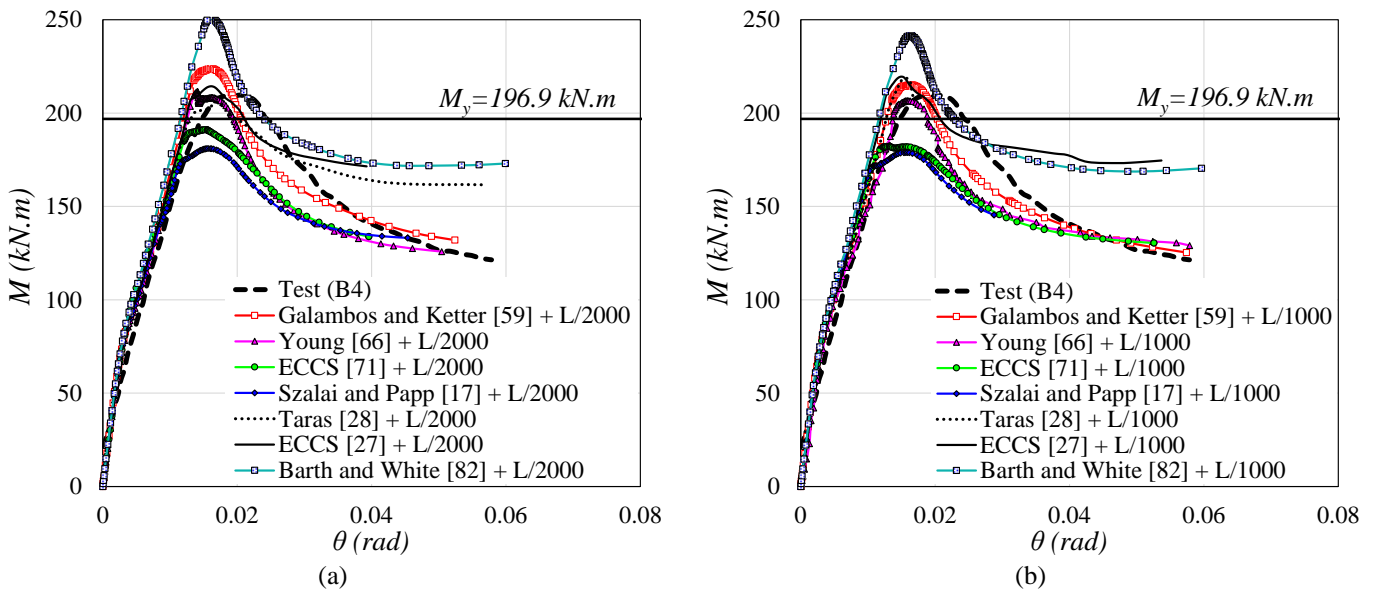 250
200
150
100
50
0
M (kN.m)
M_y=196.9 kN.m
Test (B4)
Galambos and Ketter [59] + L/2000
Young [66] + L/2000
ECCS [71] + L/2000
Szalai and Papp [17] + L/2000
Taras [28] + L/2000
ECCS [27] + L/2000
Barth and White [82] + L/2000
0 0.02 0.04 0.06 0.08
θ (rad)
(a)
250
200
150
100
50
0
M (kN.m)
M_y=196.9 kN.m
Test (B4)
Galambos and Ketter [59] + L/1000
Young [66] + L/1000
ECCS [71] + L/1000
Szalai and Papp [17] + L/1000
Taras [28] + L/1000
ECCS [27] + L/1000
Barth and White [82] + L/1000
0 0.02 0.04 0.06 0.08
θ (rad)
(b)